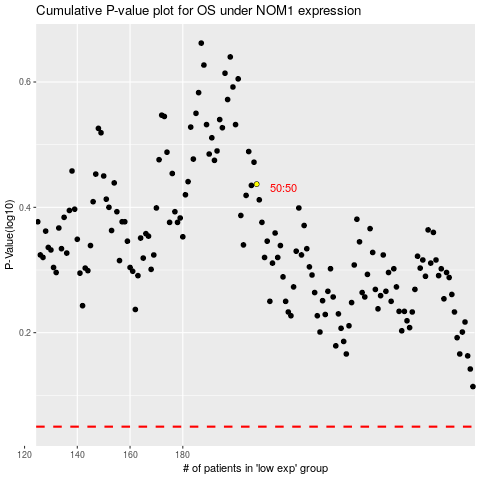 Cumulative P-value plot for OS under NOM1 expression
P-Value(log10)
0.6
0.4
0.2
50:50
120
140
160
180
# of patients in 'low exp' group